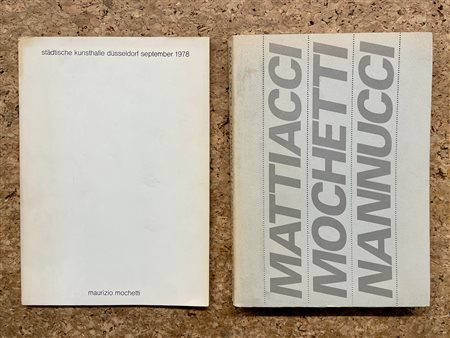 städtische kunsthalle düsseldorf september 1978
maurizio mochetti
MATTIACCI
MOCHETTI
NANNUCCI